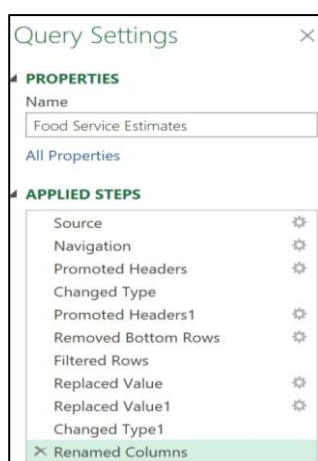 Query Settings
PROPERTIES
Name
Food Service Estimates
All Properties
APPLIED STEPS
Source
Navigation
Promoted Headers
Changed Type
Promoted Headers1
Removed Bottom Rows
Filtered Rows
Replaced Value
Replaced Value1
Changed Type1
Renamed Columns